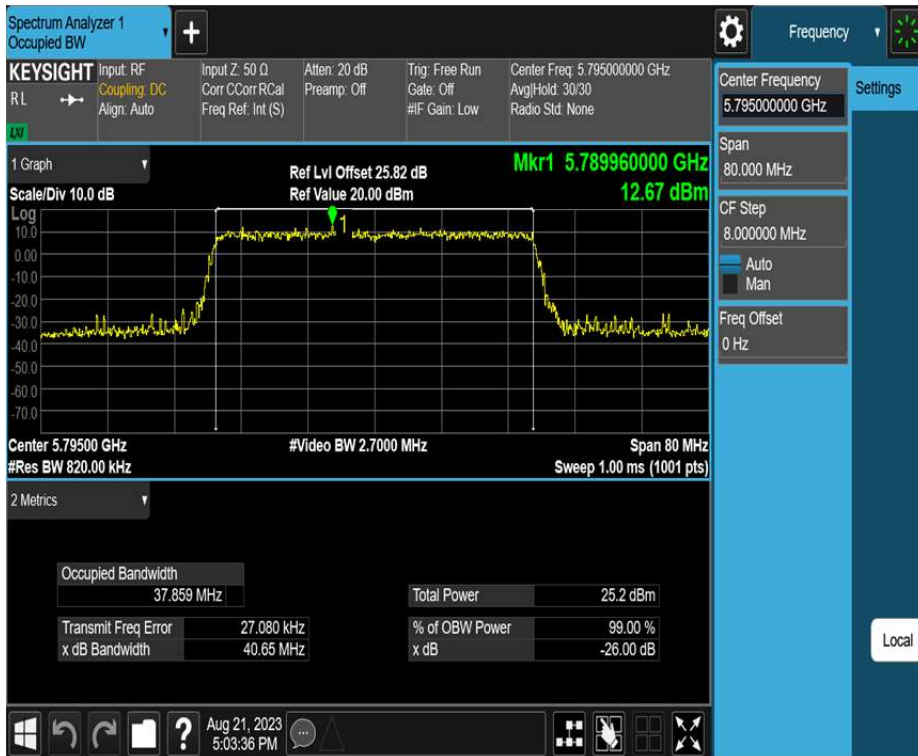 Spectrum Analyzer 1
Occupied BW
+
Frequency
KEYSIGHT
RL
LXI
Input: RF
Coupling: DC
Align: Auto
Input Z: 50 Ω
Corr CCorr RCal
Freq Ref: Int (S)
Atten: 20 dB
Preamp: Off
Trig: Free Run
Gate: Off
#IF Gain: Low
Center Freq: 5.795000000 GHz
Avg|Hold: 30/30
Radio Std: None
Center Frequency
5.795000000 GHz
Settings
Span
80.000 MHz
CF Step
8.000000 MHz
Auto
Man
Freq Offset
0 Hz
Local
1 Graph
Scale/Div 10.0 dB
Ref Lvl Offset 25.82 dB
Ref Value 20.00 dBm
Mkr1 5.789960000 GHz
12.67 dBm
Log
1
10.0
0.00
-10.0
-20.0
-30.0
-40.0
-50.0
-60.0
-70.0
Center 5.79500 GHz
#Video BW 2.7000 MHz
Span 80 MHz
#Res BW 820.00 kHz
Sweep 1.00 ms (1001 pts)
2 Metrics
Occupied Bandwidth
37.859 MHz
Total Power 25.2 dBm
Transmit Freq Error 27.080 kHz
% of OBW Power 99.00 %
x dB Bandwidth 40.65 MHz
x dB -26.00 dB
?
Aug 21, 2023
5:03:36 PM